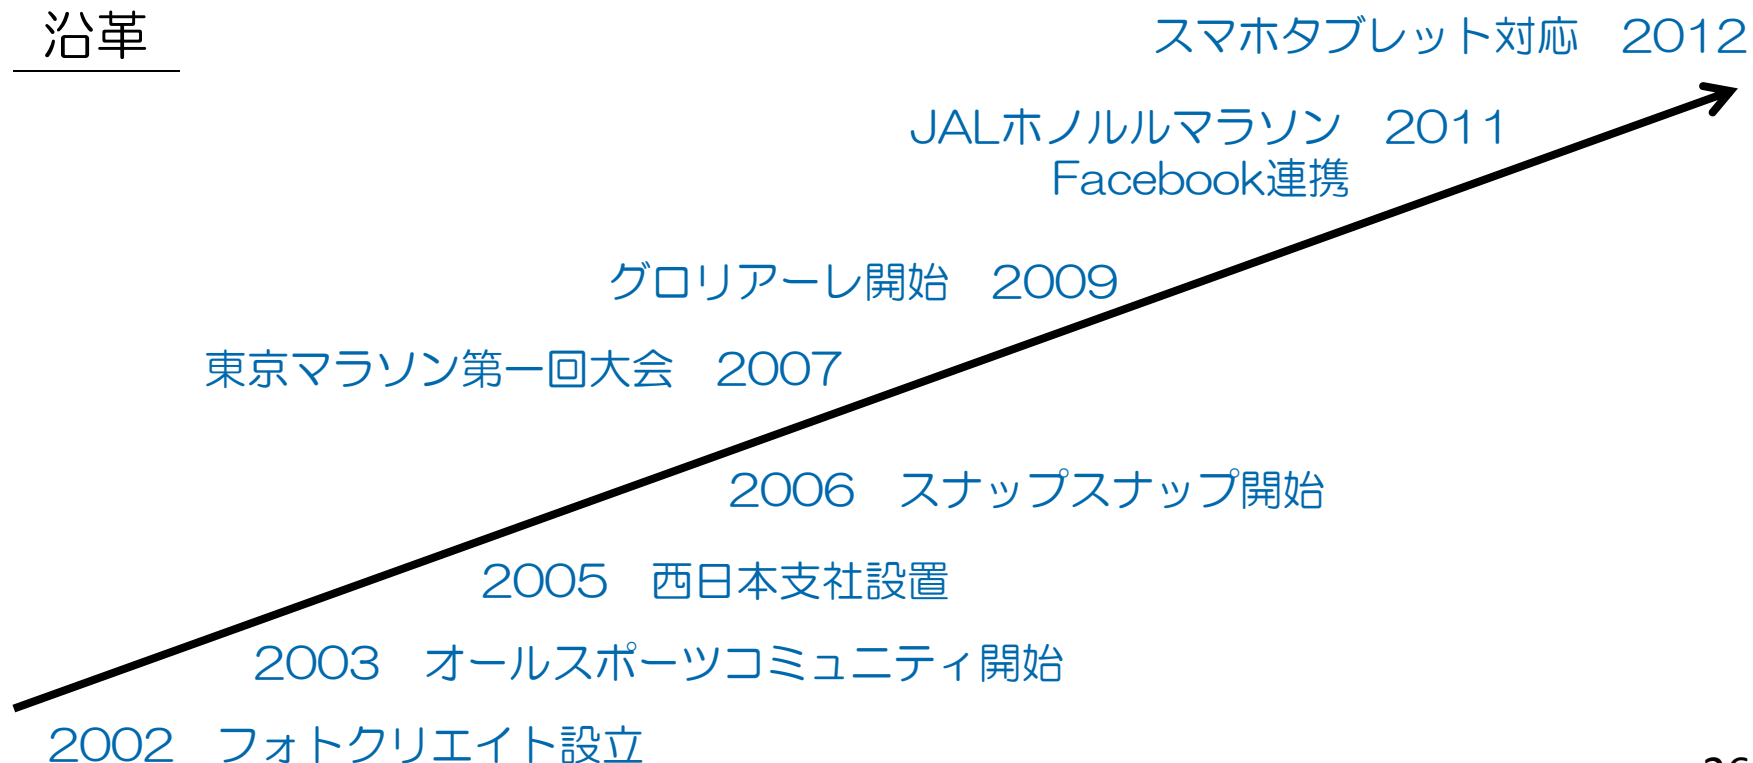 沿革
スマホタブレット対応　2012
JALホノルルマラソン　2011
Facebook連携
グロリアーレ開始　2009
東京マラソン第一回大会　2007
2006　スナップスナップ開始
2005　西日本支社設置
2003　オールスポーツコミュニティ開始
2002　フォトクリエイト設立